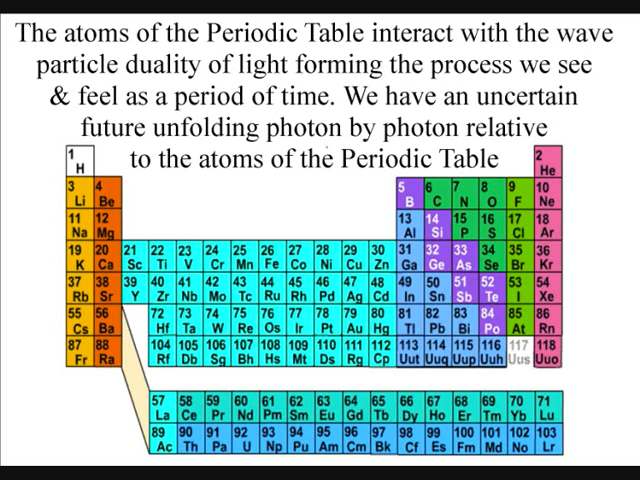 The atoms of the Periodic Table interact with the wave
particle duality of light forming the process we see
& feel as a period of time. We have an uncertain
future unfolding photon by photon relative
to the atoms of the Periodic Table
1 2
H He
3 4 5 6 7 8 9 10
Li Be B C N O F Ne
11 12 13 14 15 16 17 18
Na Mg Al Si P S Cl Ar
19 20 21 22 23 24 25 26 27 28 29 30 31 32 33 34 35 36
K Ca Sc Ti V Cr Mn Fe Co Ni Cu Zn Ga Ge As Se Br Kr
37 38 39 40 41 42 43 44 45 46 47 48 49 50 51 52 53 54
Rb Sr Y Zr Nb Mo Tc Ru Rh Pd Ag Cd In Sn Sb Te I Xe
55 56 72 73 74 75 76 77 78 79 80 81 82 83 84 85 86
Cs Ba Hf Ta W Re Os Ir Pt Au Hg Tl Pb Bi Po At Rn
87 88 104 105 106 107 108 109 110 111 112 113 114 115 116 117 118
Fr Ra Rf Db Sg Bh Hs Mt Ds Rg Cp Uut Uuq Uup Uuh Uus Uuo
57 58 59 60 61 62 63 64 65 66 67 68 69 70 71
La Ce Pr Nd Pm Sm Eu Gd Tb Dy Ho Er Tm Yb Lu
89 90 91 92 93 94 95 96 97 98 99 100 101 102 103
Ac Th Pa U Np Pu Am Cm Bk Cf Es Fm Md No Lr